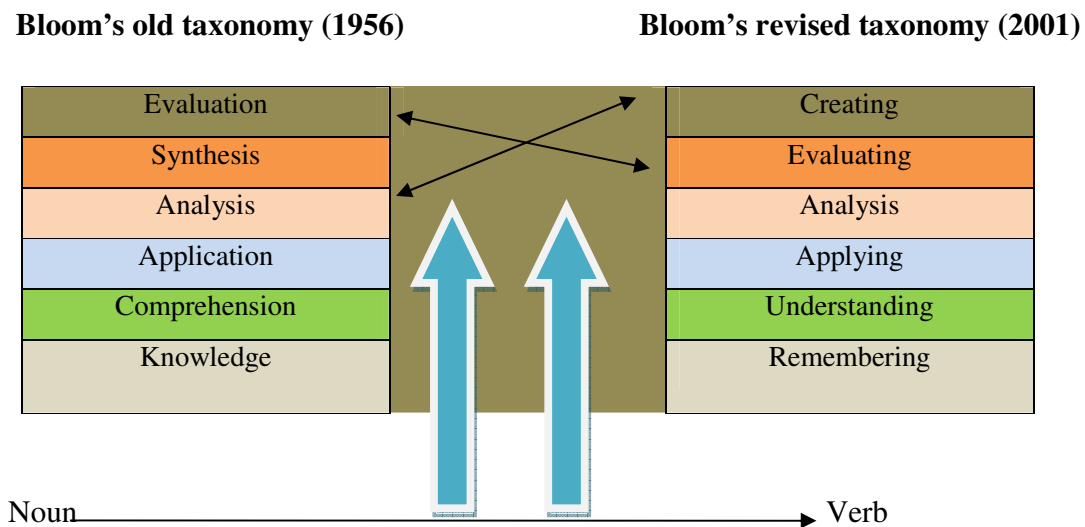 Bloom's old taxonomy (1956)
Bloom's revised taxonomy (2001)
Evaluation
Synthesis
Analysis
Application
Comprehension
Knowledge
Creating
Evaluating
Analysis
Applying
Understanding
Remembering
Noun
Verb